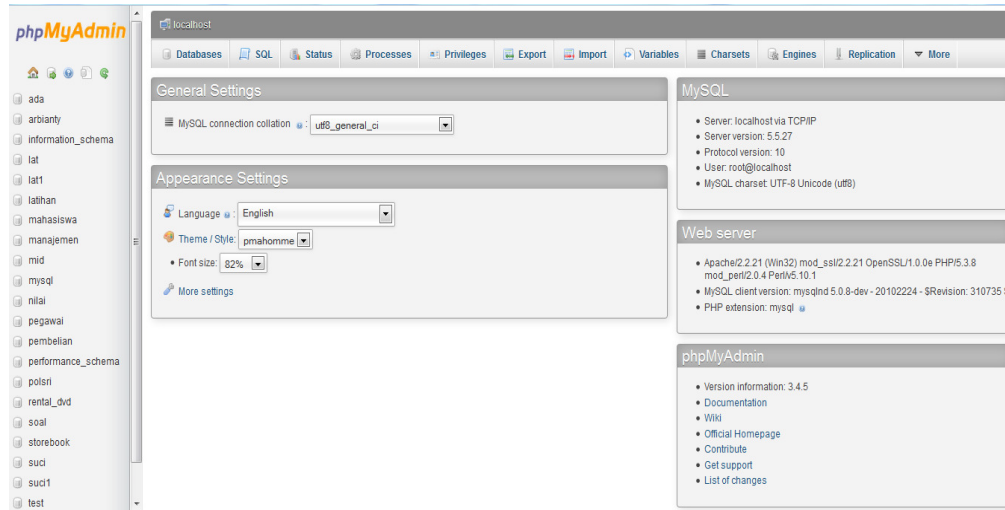 phpMyAdmin
ada
arbianty
information_schema
lat
lat1
latihan
mahasiswa
manajemen
mid
mysql
nilai
pegawai
pembelian
performance_schema
polsri
rental_dvd
soal
storebook
suci
suci1
test
localhost
Databases SQL Status Processes Privileges Export Import Variables Charsets Engines Replication More
General Settings
MySQL connection collation : utf8_general_ci
Appearance Settings
Language : English
Theme / Style: pmahomme
• Font size: 82%
More settings
MySQL
• Server: localhost via TCP/IP
• Server version: 5.5.27
• Protocol version: 10
• User: root@localhost
• MySQL charset: UTF-8 Unicode (utf8)
Web server
• Apache/2.2.21 (Win32) mod_ssl/2.2.21 OpenSSL/1.0.0e PHP/5.3.8
mod_perl/2.0.4 Perl/v5.10.1
• MySQL client version: mysqlnd 5.0.8-dev - 20102224 - $Revision: 310735
• PHP extension: mysql
phpMyAdmin
• Version information: 3.4.5
• Documentation
• Wiki
• Official Homepage
• Contribute
• Get support
• List of changes